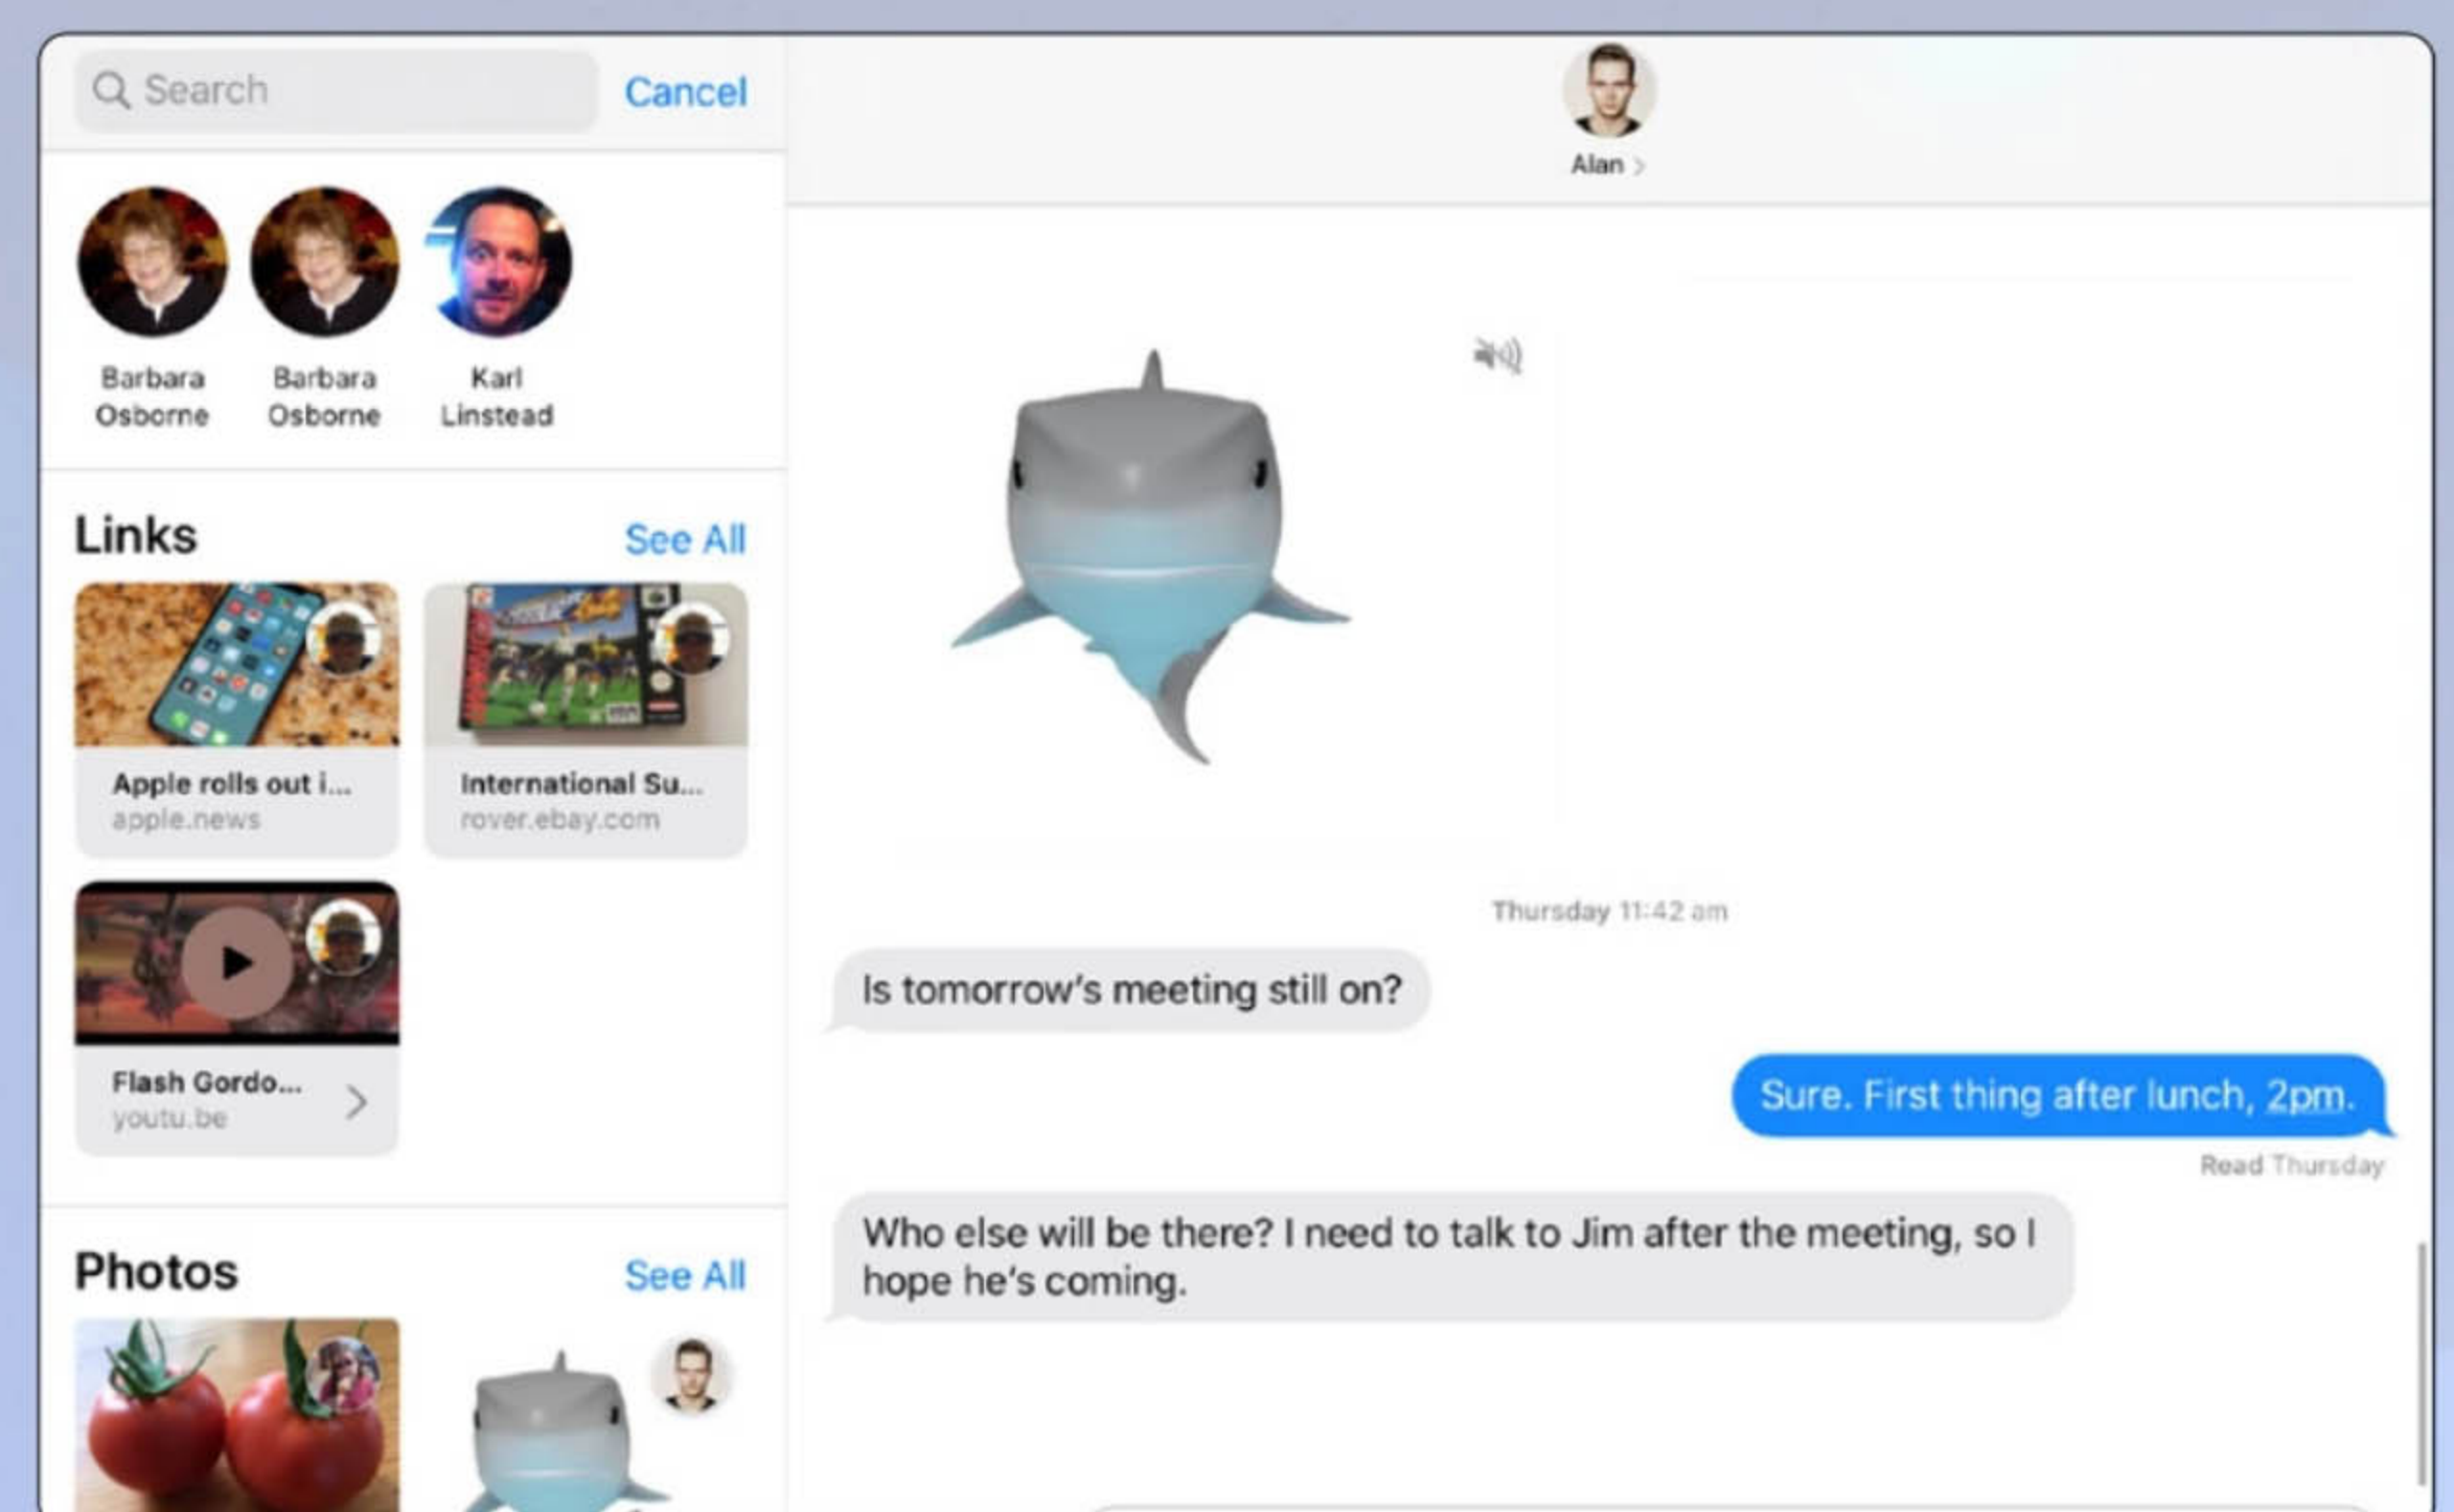 Search
Cancel
Barbara
Osborne
Barbara
Osborne
Karl
Linstead
Links
See All
Apple rolls out i...
apple.news
International Su...
rover.ebay.com
Flash Gordo...
youtu.be
Photos
See All
Alan
Thursday 11:42 am
Is tomorrow's meeting still on?
Sure. First thing after lunch, 2pm.
Read Thursday
Who else will be there? I need to talk to Jim after the meeting, so I
hope he's coming.